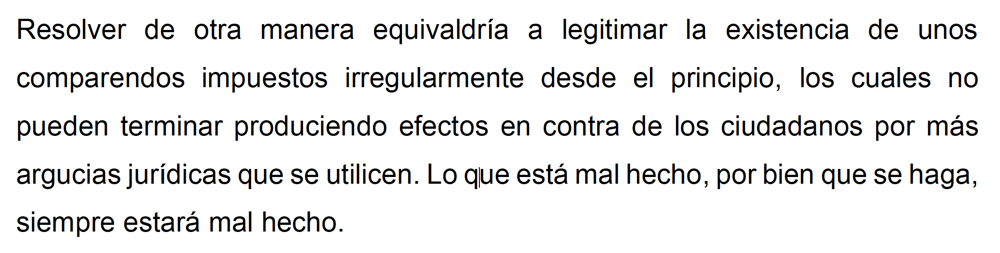 Resolver de otra manera equivaldría a legitimar la existencia de unos
comparendos impuestos irregularmente desde el principio, los cuales no
pueden terminar produciendo efectos en contra de los ciudadanos por más
argucias jurídicas que se utilicen. Lo que está mal hecho, por bien que se haga,
siempre estará mal hecho.